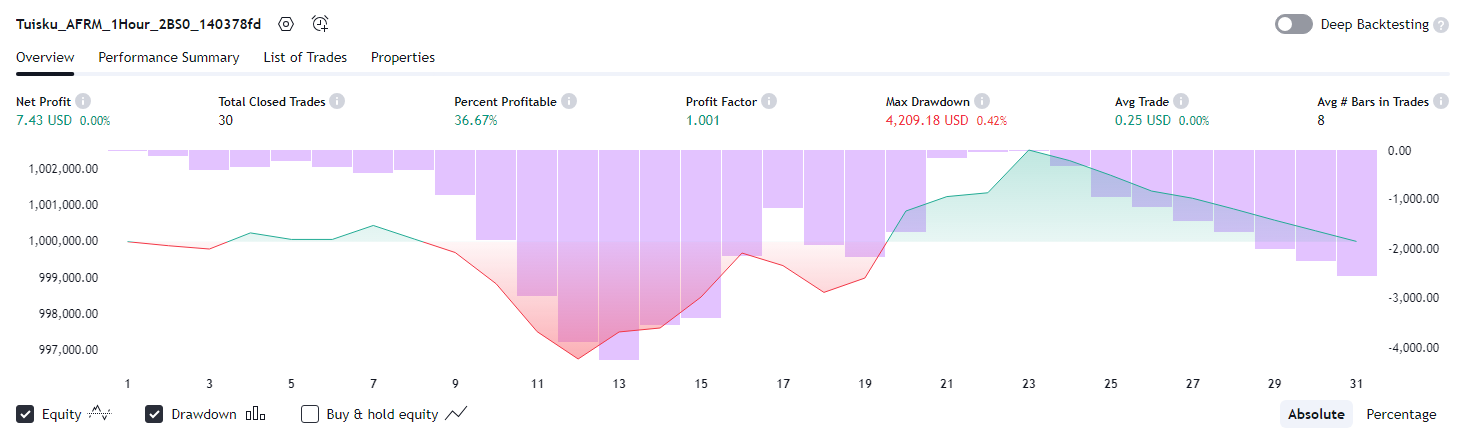 Tuisku_AFRM_1Hour_2BS0_140378fd
Deep Backtesting ?
Overview Performance Summary List of Trades Properties
Net Profit Total Closed Trades Percent Profitable Profit Factor Max Drawdown Avg Trade Avg # Bars in Trades
7.43 USD 0.00% 30 36.67% 1.001 4,209.18 USD 0.42% 0.25 USD 0.00% 8
1,002,000.00
1,001,000.00
1,000,000.00
999,000.00
998,000.00
997,000.00
0.00
-1,000.00
-2,000.00
-3,000.00
-4,000.00
1 3 5 7 9 11 13 15 17 19 21 23 25 27 29 31
Equity Drawdown Buy & hold equity Absolute Percentage